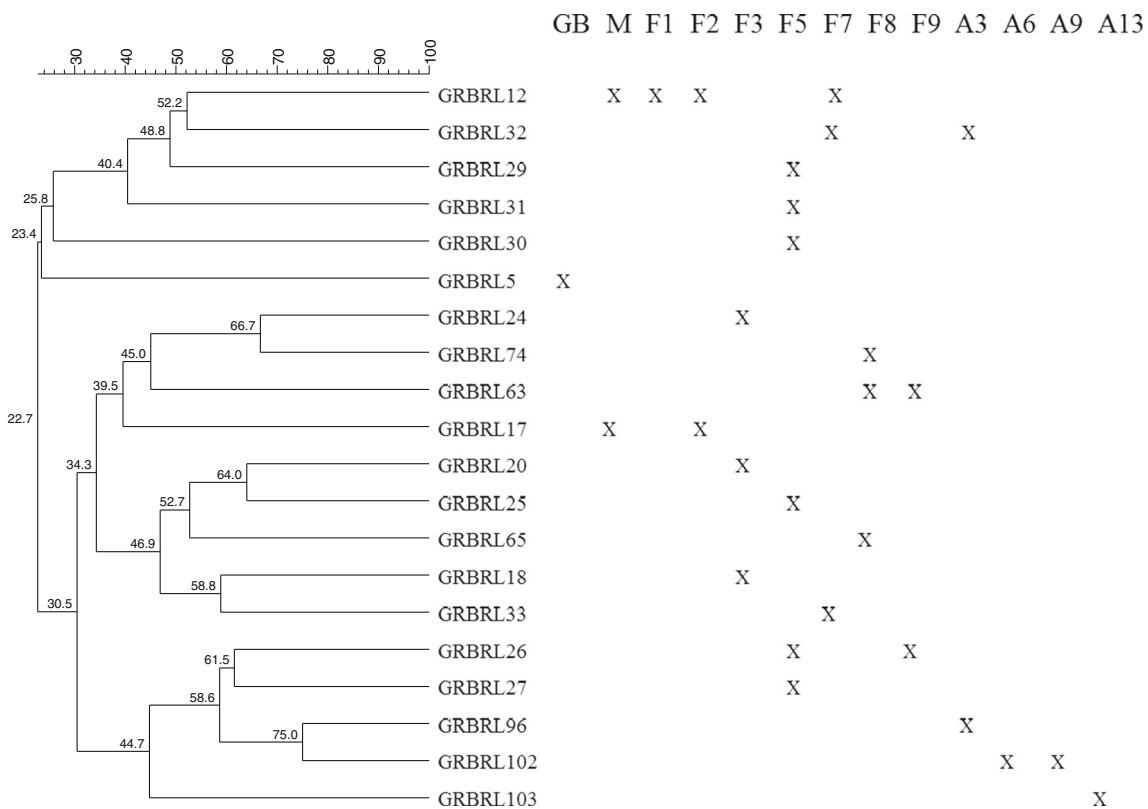 GB M F1 F2 F3 F5 F7 F8 F9 A3 A6 A9 A13
30 40 50 60 70 80 90 100
52.2 GRBRL12 X X X X
48.8 GRBRL32 X X
40.4 GRBRL29 X
25.8 GRBRL31 X
23.4 GRBRL30 X
GRBRL5 X
66.7 GRBRL24 X
45.0 GRBRL74 X
39.5 GRBRL63 X X
22.7 GRBRL17 X X
34.3 64.0 GRBRL20 X
52.7 GRBRL25 X
46.9 GRBRL65 X
58.8 GRBRL18 X
30.5 GRBRL33 X
61.5 GRBRL26 X X
58.6 GRBRL27 X
75.0 GRBRL96 X
44.7 GRBRL102 X X
GRBRL103 X